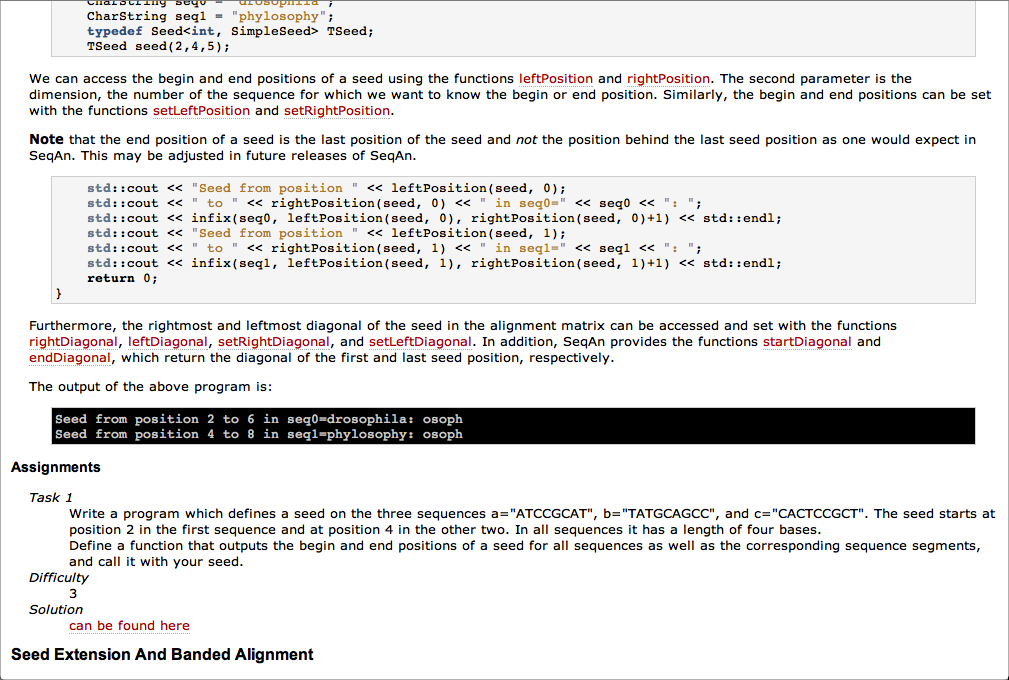 CharString seq0 = "drosophila";
CharString seq1 = "phylosophy";
typedef Seed<int, SimpleSeed> TSeed;
TSeed seed(2,4,5);
We can access the begin and end positions of a seed using the functions leftPosition and rightPosition. The second parameter is the
dimension, the number of the sequence for which we want to know the begin or end position. Similarly, the begin and end positions can be set
with the functions setLeftPosition and setRightPosition.
Note that the end position of a seed is the last position of the seed and not the position behind the last seed position as one would expect in
SeqAn. This may be adjusted in future releases of SeqAn.
std::cout << "Seed from position " << leftPosition(seed, 0);
std::cout << " to " << rightPosition(seed, 0) << " in seq0=" << seq0 << ": ";
std::cout << infix(seq0, leftPosition(seed, 0), rightPosition(seed, 0)+1) << std::endl;
std::cout << "Seed from position " << leftPosition(seed, 1);
std::cout << " to " << rightPosition(seed, 1) << " in seq1=" << seq1 << ": ";
std::cout << infix(seq1, leftPosition(seed, 1), rightPosition(seed, 1)+1) << std::endl;
return 0;
}
Furthermore, the rightmost and leftmost diagonal of the seed in the alignment matrix can be accessed and set with the functions
rightDiagonal, leftDiagonal, setRightDiagonal, and setLeftDiagonal. In addition, SeqAn provides the functions startDiagonal and
endDiagonal, which return the diagonal of the first and last seed position, respectively.
The output of the above program is:
Seed from position 2 to 6 in seq0=drosophila: osoph
Seed from position 4 to 8 in seq1=phylosophy: osoph
Assignments
Task 1
Write a program which defines a seed on the three sequences a="ATCCGCAT", b="TATGCAGCC", and c="CACTCCGCT". The seed starts at
position 2 in the first sequence and at position 4 in the other two. In all sequences it has a length of four bases.
Define a function that outputs the begin and end positions of a seed for all sequences as well as the corresponding sequence segments,
and call it with your seed.
Difficulty
3
Solution
can be found here
Seed Extension And Banded Alignment